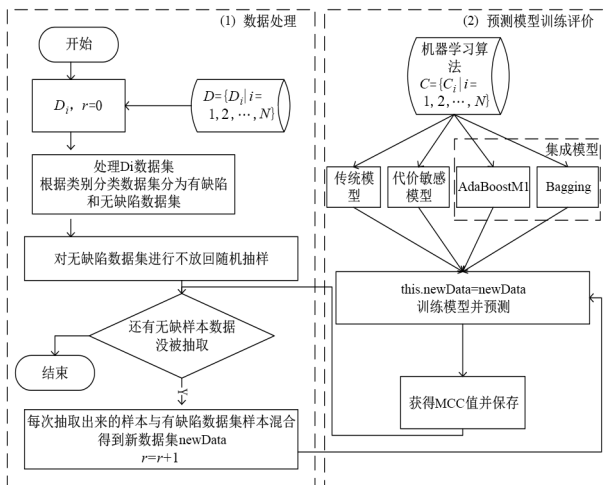 (1) 数据处理
开始
D_i，r=0
D={D_i|i=
1, 2, ⋯, N}
处理Di数据集
根据类别分类数据集分为有缺陷
和无缺陷数据集
对无缺陷数据集进行不放回随机抽样
还有无缺样本数据
没被抽取
结束
Y
每次抽取出来的样本与有缺陷数据集样本混合
得到新数据集newData
r=r+1
(2) 预测模型训练评价
机器学习算
法
C={C_i|i=
1, 2, ⋯, N}
集成模型
传统模
型
代价敏感
模型
AdaBoostM1
Bagging
this.newData=newData
训练模型并预测
获得MCC值并保存